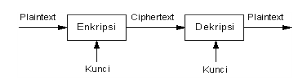 Plaintext Ciphertext Plaintext
Enkripsi Dekripsi
Kunci Kunci